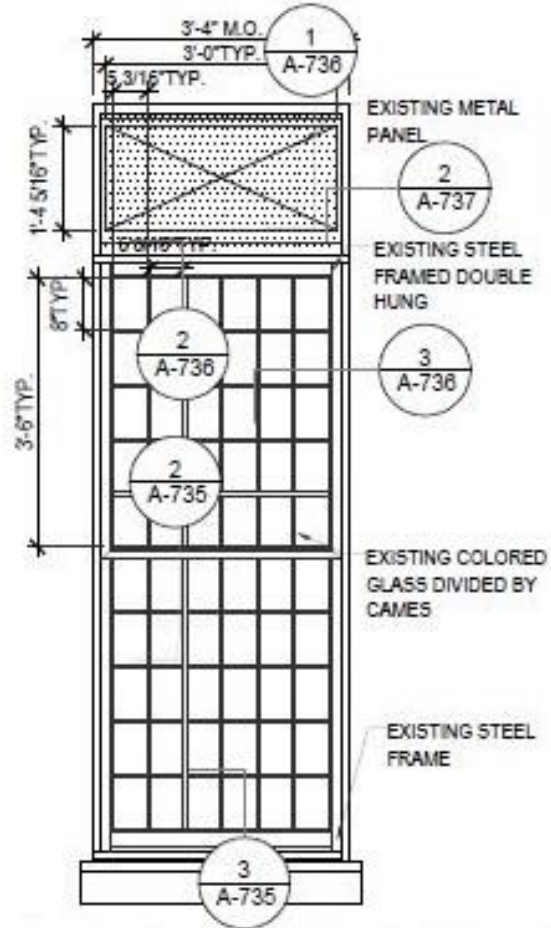 3'-4" M.O.
3'-0"TYP.
5 3/16"TYP.
1
A-736
EXISTING METAL
PANEL
1'-4 5/16"TYP.
2
A-737
EXISTING STEEL
FRAMED DOUBLE
HUNG
8"TYP.
3'-6"TYP.
2
A-736
3
A-736
2
A-735
EXISTING COLORED
GLASS DIVIDED BY
CAMES
EXISTING STEEL
FRAME
3
A-735